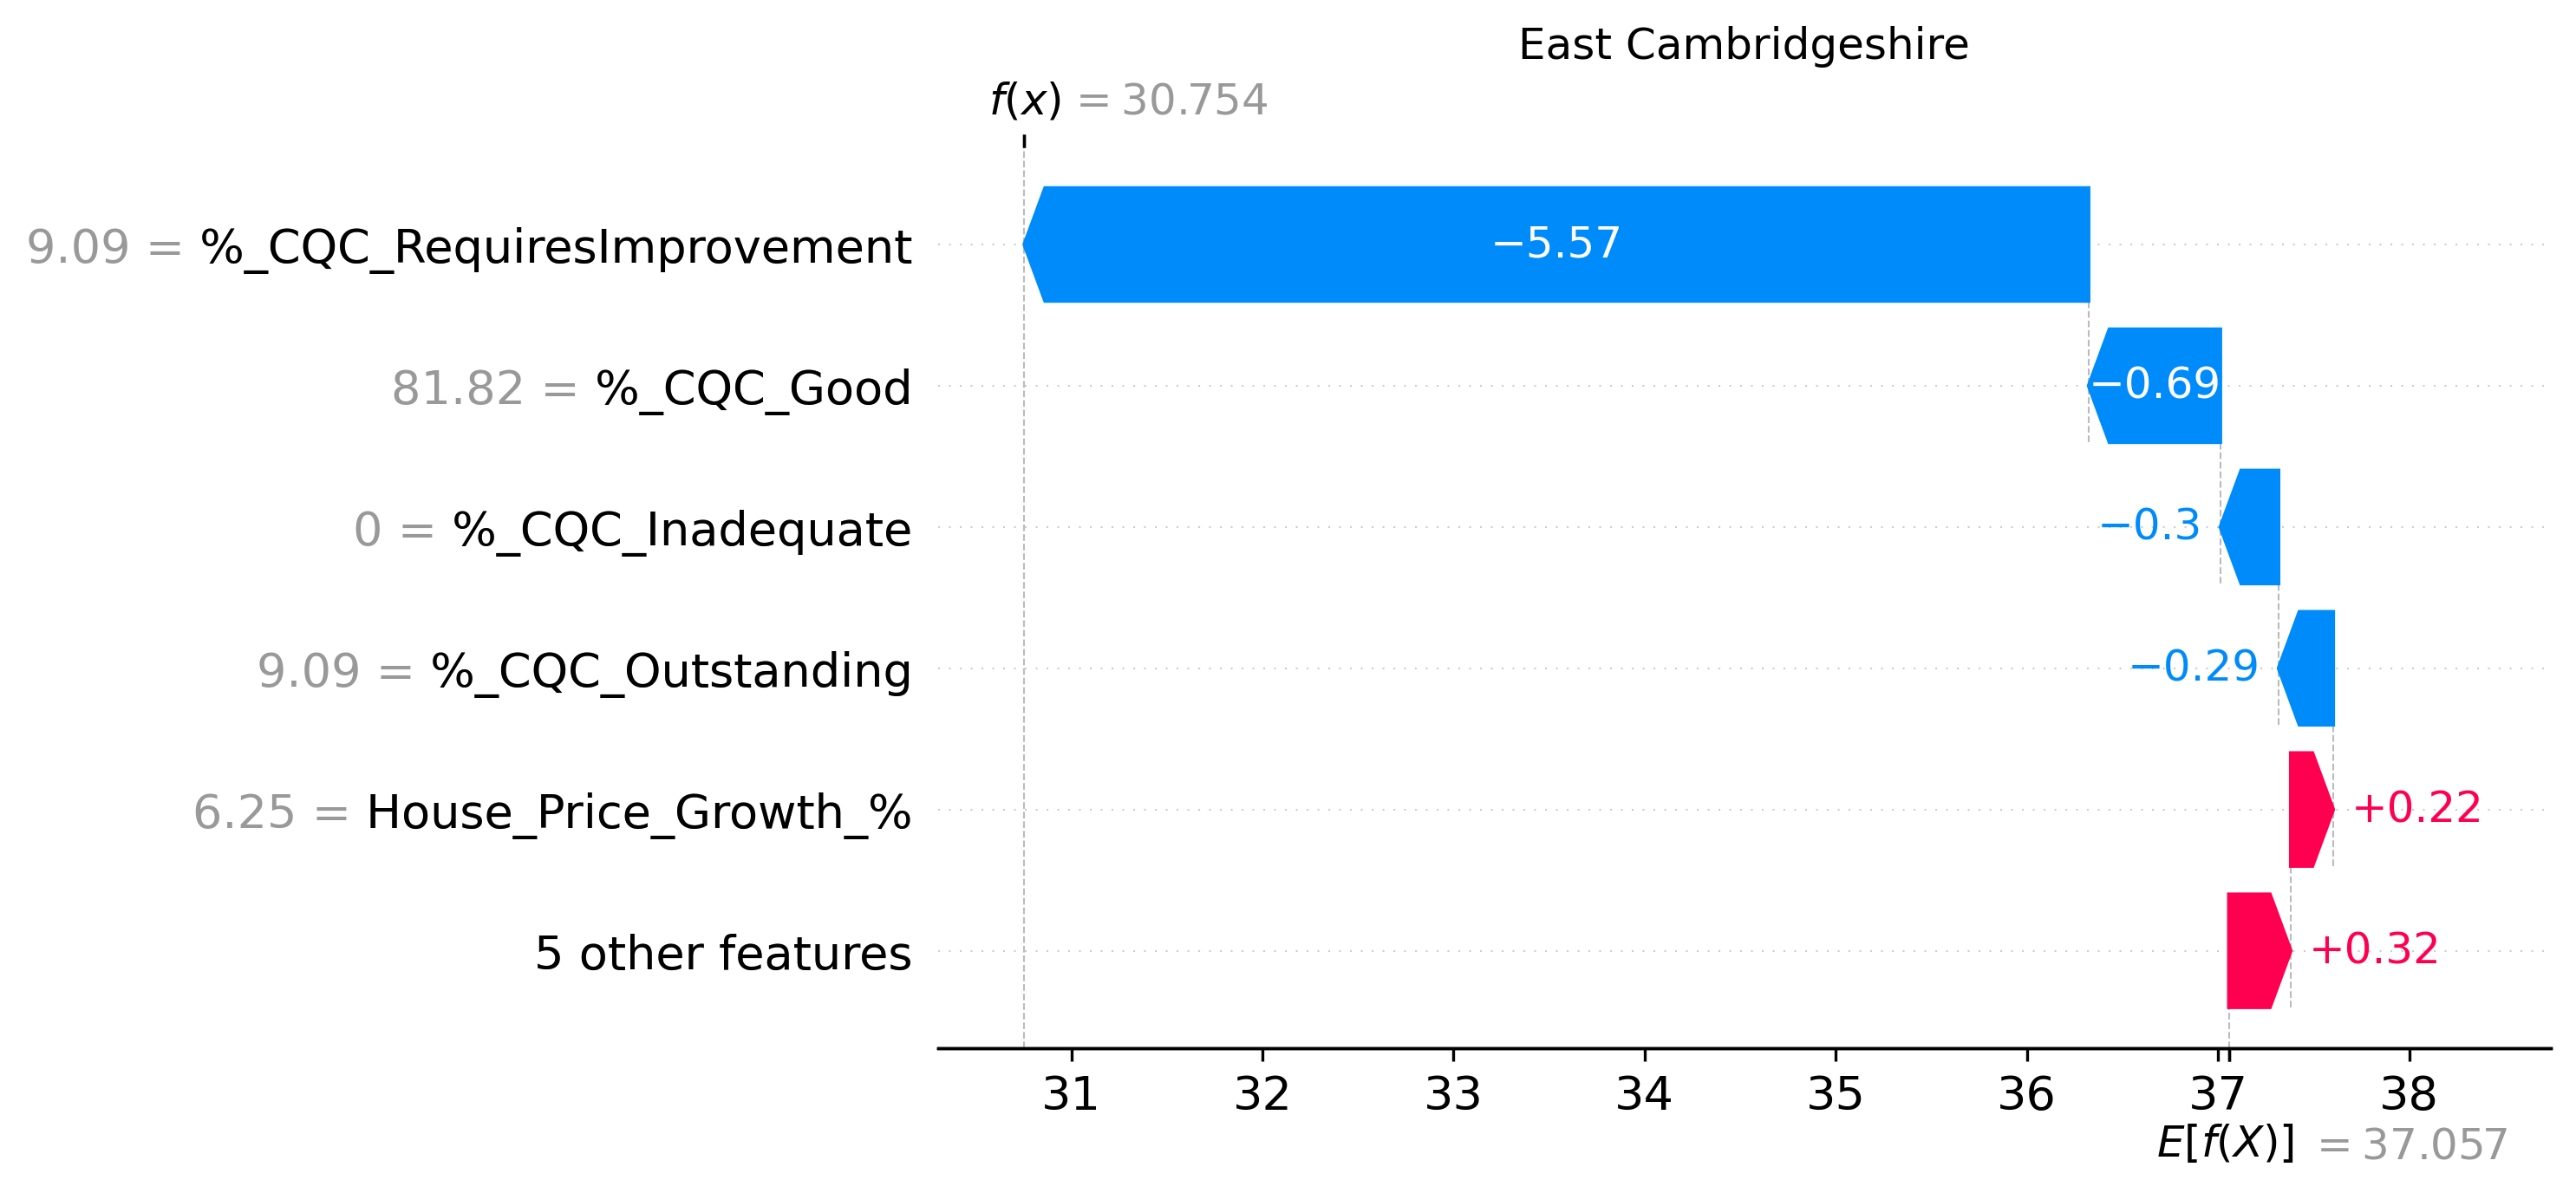 East Cambridgeshire
f(x) = 30.754
9.09 = %_CQC_RequiresImprovement
−5.57
81.82 = %_CQC_Good
−0.69
0 = %_CQC_Inadequate
−0.3
9.09 = %_CQC_Outstanding
−0.29
6.25 = House_Price_Growth_%
+0.22
5 other features
+0.32
31 32 33 34 35 36 37 38
E[f(X)] = 37.057